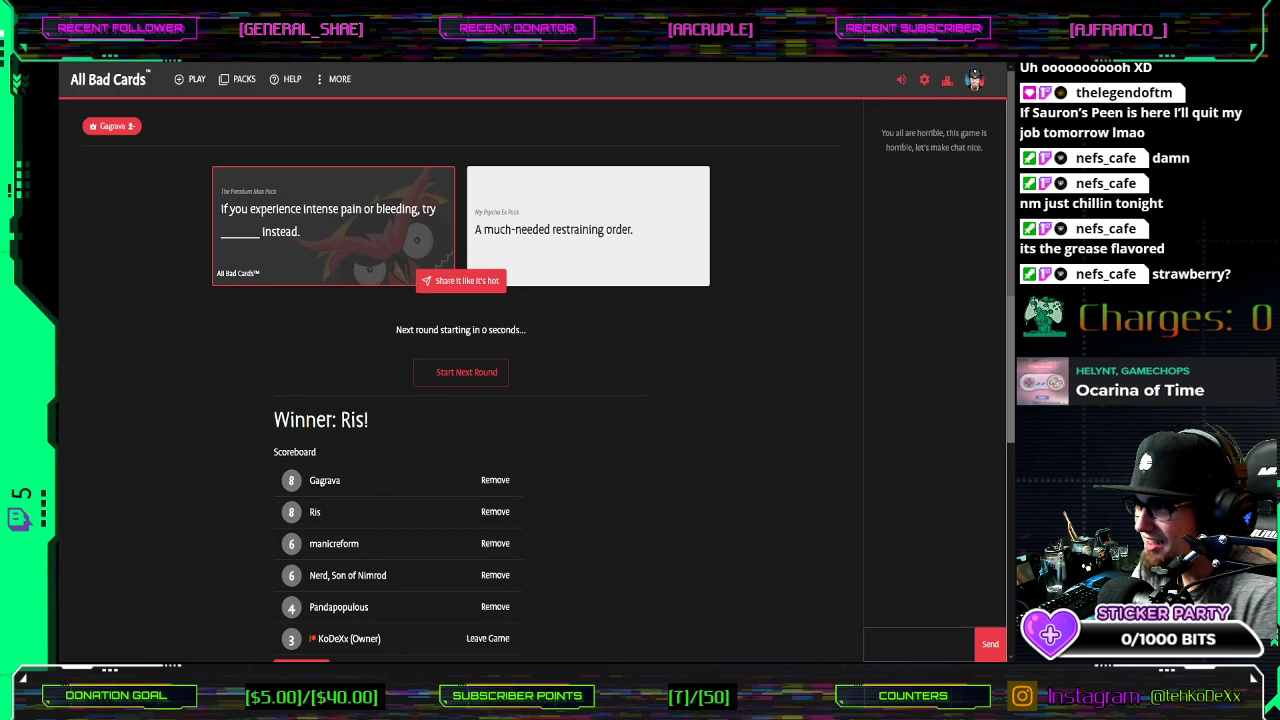 RECENT FOLLOWER
[GENERAL_SHAE]
RECENT DONATOR
[ARCRUPLE]
RECENT SUBSCRIBER
[AJFRANCO_]
All Bad Cards™
PLAY
PACKS
HELP
MORE
Gagrava
The Premium Max Pack
If you experience intense pain or bleeding, try
_______ instead.
All Bad Cards™
My Psycho Ex Pack
A much-needed restraining order.
Share it like it's hot
Next round starting in 0 seconds...
Start Next Round
Winner: Ris!
Scoreboard
8 Gagrava Remove
8 Ris Remove
6 manicreform Remove
6 Nerd, Son of Nimrod Remove
4 Pandapopulous Remove
3 KoDeXx (Owner) Leave Game
You all are horrible, this game is
horrible, let's make chat nice.
Send
Uh oooooooooh XD
thelegendoftm
If Sauron's Peen is here I'll quit my
job tomorrow lmao
nefs_cafe damn
nefs_cafe
nm just chillin tonight
nefs_cafe
its the grease flavored
nefs_cafe strawberry?
Charges: 0
HELYNT, GAMECHOPS
Ocarina of Time
STICKER PARTY
0/1000 BITS
5
DONATION GOAL
[$5.00]/[$40.00]
SUBSCRIBER POINTS
[7]/[50]
COUNTERS
Instagram @tehKoDeXx